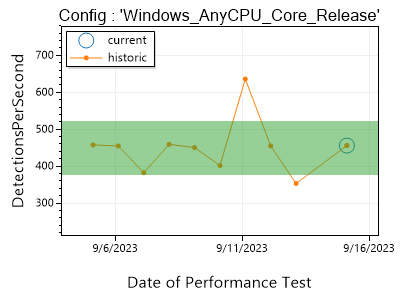 Config : 'Windows_AnyCPU_Core_Release'
current
historic
DetectionsPerSecond
700
600
500
400
300
9/6/2023
9/11/2023
9/16/2023
Date of Performance Test